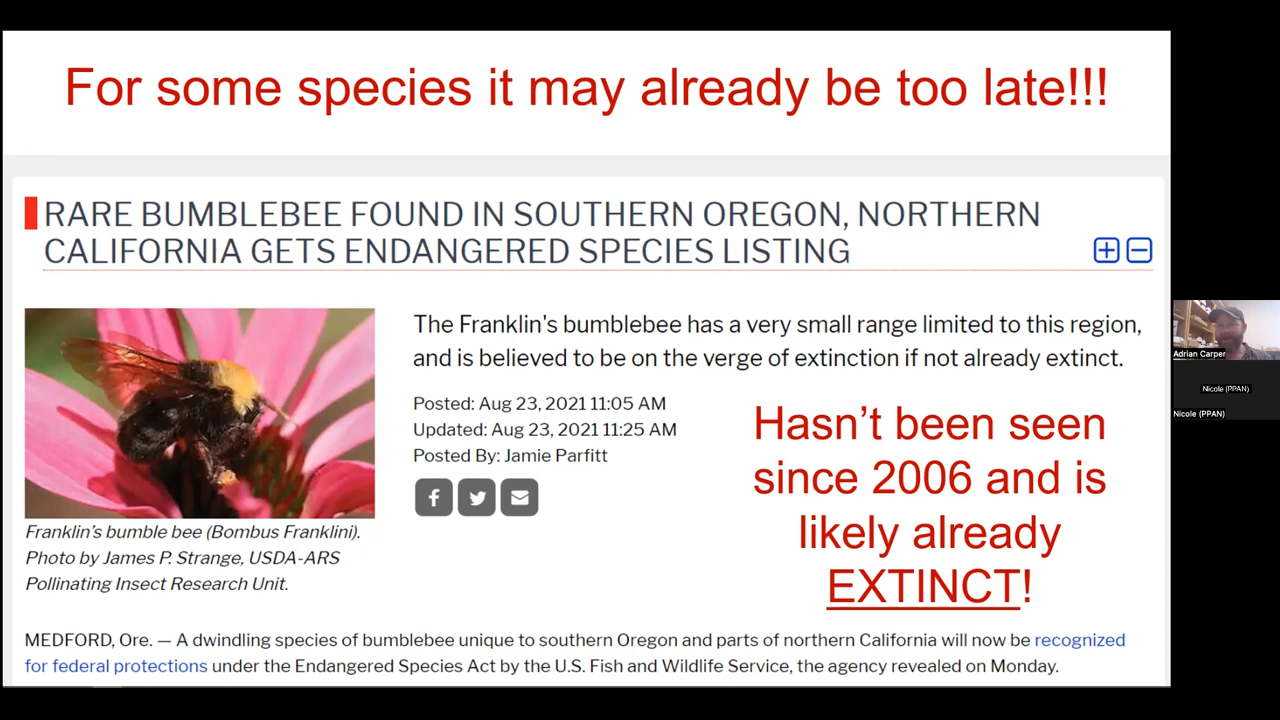 For some species it may already be too late!!!
RARE BUMBLEBEE FOUND IN SOUTHERN OREGON, NORTHERN
CALIFORNIA GETS ENDANGERED SPECIES LISTING
The Franklin's bumblebee has a very small range limited to this region,
and is believed to be on the verge of extinction if not already extinct.
Posted: Aug 23, 2021 11:05 AM
Updated: Aug 23, 2021 11:25 AM
Posted By: Jamie Parfitt
Hasn’t been seen
since 2006 and is
likely already
EXTINCT!
Franklin's bumble bee (Bombus Franklini).
Photo by James P. Strange, USDA-ARS
Pollinating Insect Research Unit.
MEDFORD, Ore. — A dwindling species of bumblebee unique to southern Oregon and parts of northern California will now be recognized
for federal protections under the Endangered Species Act by the U.S. Fish and Wildlife Service, the agency revealed on Monday.
Adrian Carper
Nicole (PPAN)
Nicole (PPAN)